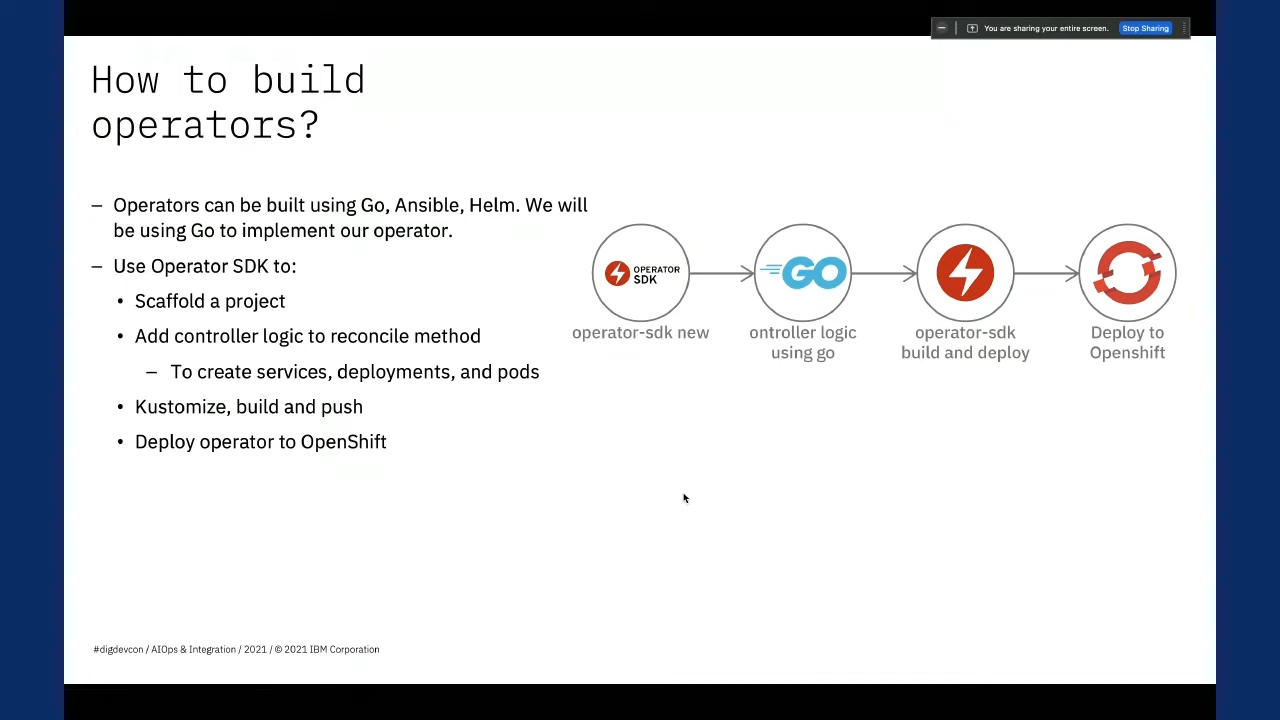 You are sharing your entire screen. Stop Sharing
How to build
operators?
– Operators can be built using Go, Ansible, Helm. We will
be using Go to implement our operator.
– Use Operator SDK to:
• Scaffold a project
• Add controller logic to reconcile method
– To create services, deployments, and pods
• Kustomize, build and push
• Deploy operator to OpenShift
OPERATOR
SDK
GO
operator-sdk new
ontroller logic
using go
operator-sdk
build and deploy
Deploy to
Openshift
#digdevcon / AIOps & Integration / 2021 / © 2021 IBM Corporation